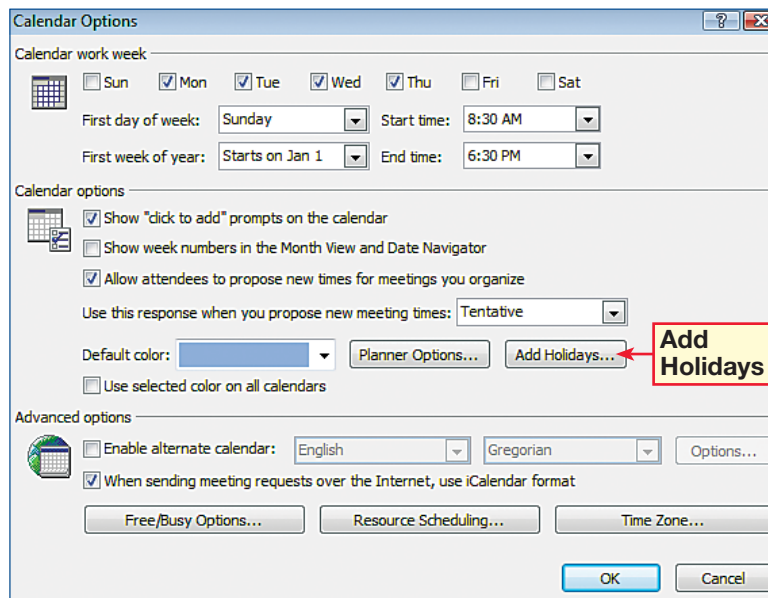 Calendar Options
Calendar work week
Sun Mon Tue Wed Thu Fri Sat
First day of week: Sunday Start time: 8:30 AM
First week of year: Starts on Jan 1 End time: 6:30 PM
Calendar options
Show "click to add" prompts on the calendar
Show week numbers in the Month View and Date Navigator
Allow attendees to propose new times for meetings you organize
Use this response when you propose new meeting times: Tentative
Default color: Planner Options... Add Holidays...
Add
Holidays
Use selected color on all calendars
Advanced options
Enable alternate calendar: English Gregorian Options...
When sending meeting requests over the Internet, use iCalendar format
Free/Busy Options... Resource Scheduling... Time Zone...
OK Cancel